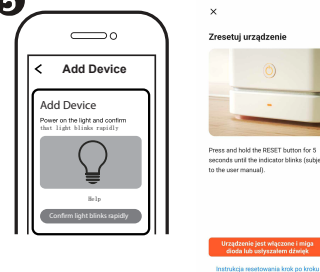 5
< Add Device
Add Device
Power on the light and confirm
that light blinks rapidly
Help
Confirm light blinks rapidly
×
Zresetuj urządzenie
Press and hold the RESET button for 5
seconds until the indicator blinks (subje
to the user manual).
Urządzenie jest włączone i miga
dioda lub usłyszałem dźwięk
Instrukcja resetowania krok po kroku